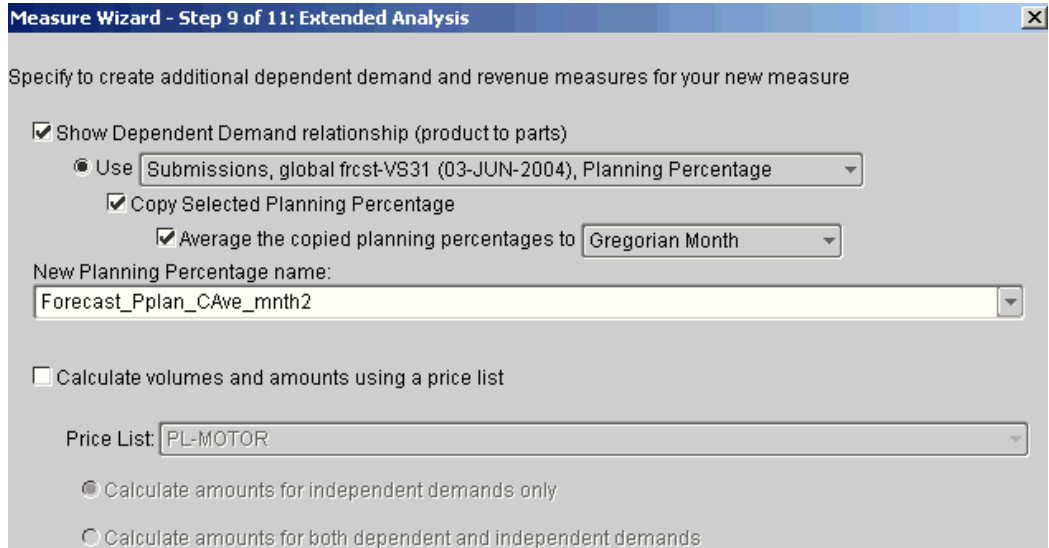 Measure Wizard - Step 9 of 11: Extended Analysis
Specify to create additional dependent demand and revenue measures for your new measure
Show Dependent Demand relationship (product to parts)
Use Submissions, global frcst-VS31 (03-JUN-2004), Planning Percentage
Copy Selected Planning Percentage
Average the copied planning percentages to Gregorian Month
New Planning Percentage name:
Forecast_Pplan_CAve_mnth2
Calculate volumes and amounts using a price list
Price List: PL-MOTOR
Calculate amounts for independent demands only
Calculate amounts for both dependent and independent demands